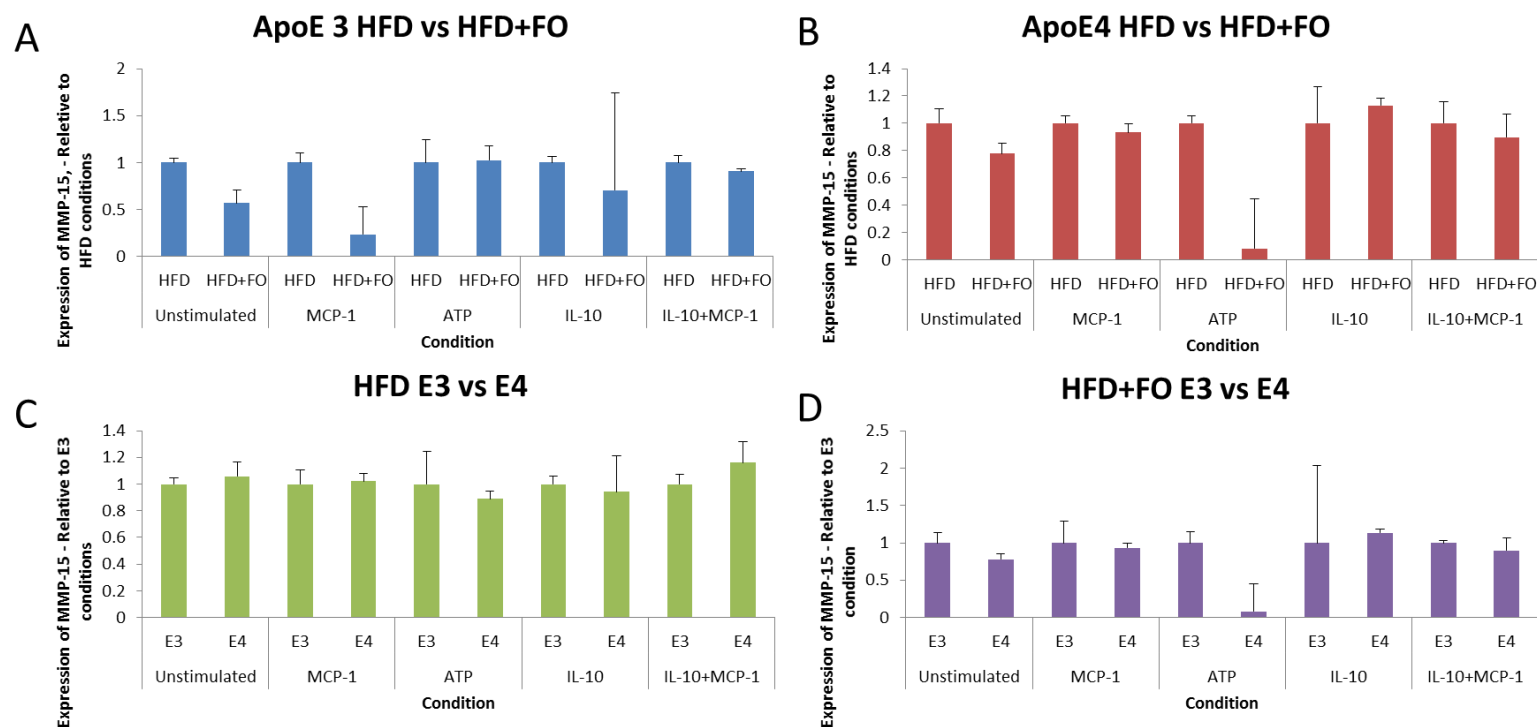 A
ApoE 3 HFD vs HFD+FO
Expression of MMP-15, - Reletive to
HFD conditions
2
1.5
1
0.5
0
HFD HFD+FO HFD HFD+FO HFD HFD+FO HFD HFD+FO HFD HFD+FO
Unstimulated MCP-1 ATP IL-10 IL-10+MCP-1
Condition
B
ApoE4 HFD vs HFD+FO
Expression of MMP-15 - Relative to
HFD conditions
1.4
1.2
1
0.8
0.6
0.4
0.2
0
HFD HFD+FO HFD HFD+FO HFD HFD+FO HFD HFD+FO HFD HFD+FO
Unstimulated MCP-1 ATP IL-10 IL-10+MCP-1
Condition
C
HFD E3 vs E4
Expression of MMP-15 - Relative to E3
conditions
1.4
1.2
1
0.8
0.6
0.4
0.2
0
E3 E4 E3 E4 E3 E4 E3 E4 E3 E4
Unstimulated MCP-1 ATP IL-10 IL-10+MCP-1
Condition
D
HFD+FO E3 vs E4
Expression of MMP-15 - Relative to E3
condition
2.5
2
1.5
1
0.5
0
E3 E4 E3 E4 E3 E4 E3 E4 E3 E4
Unstimulated MCP-1 ATP IL-10 IL-10+MCP-1
Condition